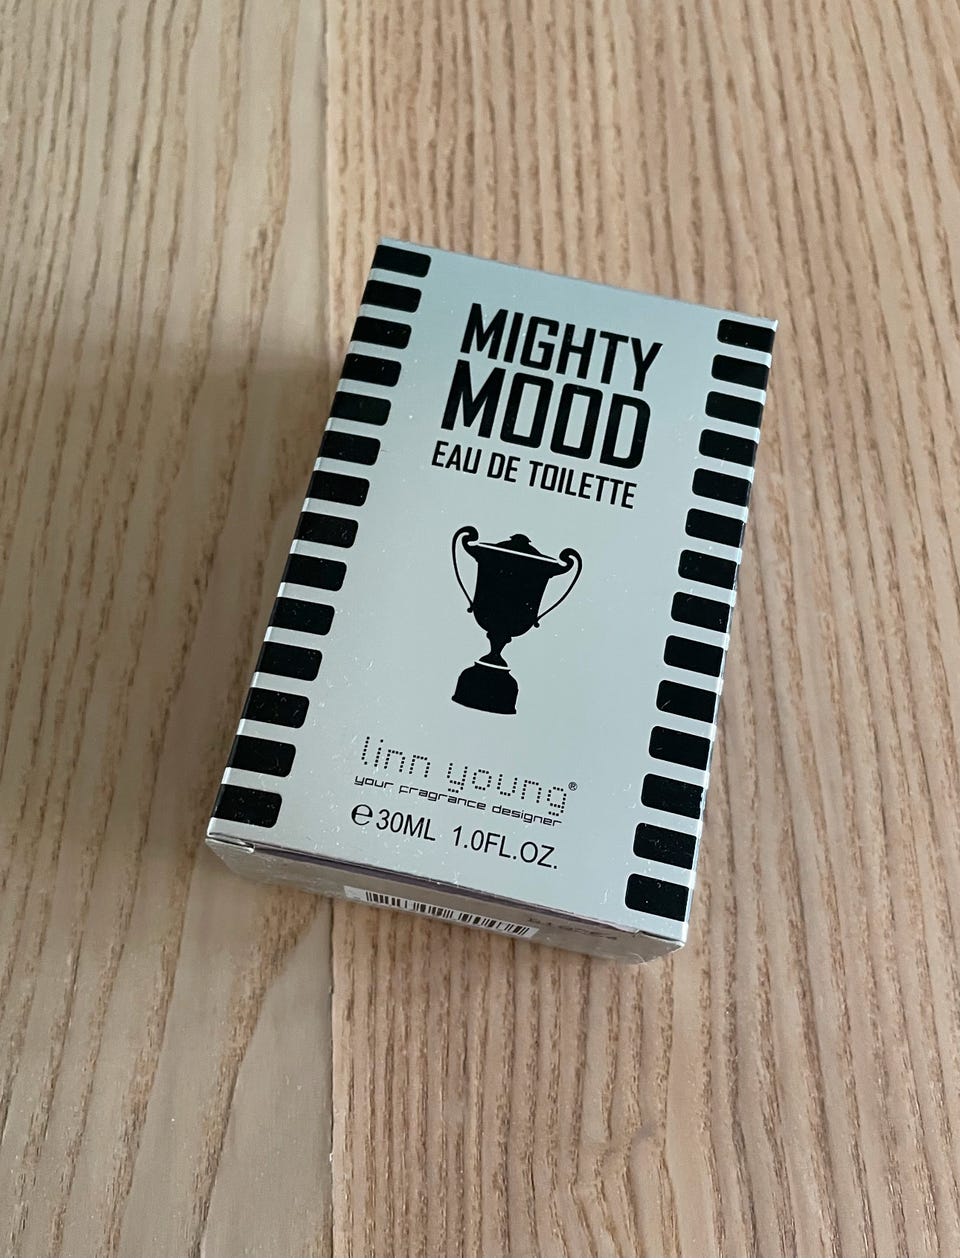 MIGHTY
MOOD
EAU DE TOILETTE
linn young®
your fragrance designer
℮30ML 1.0FL.OZ.